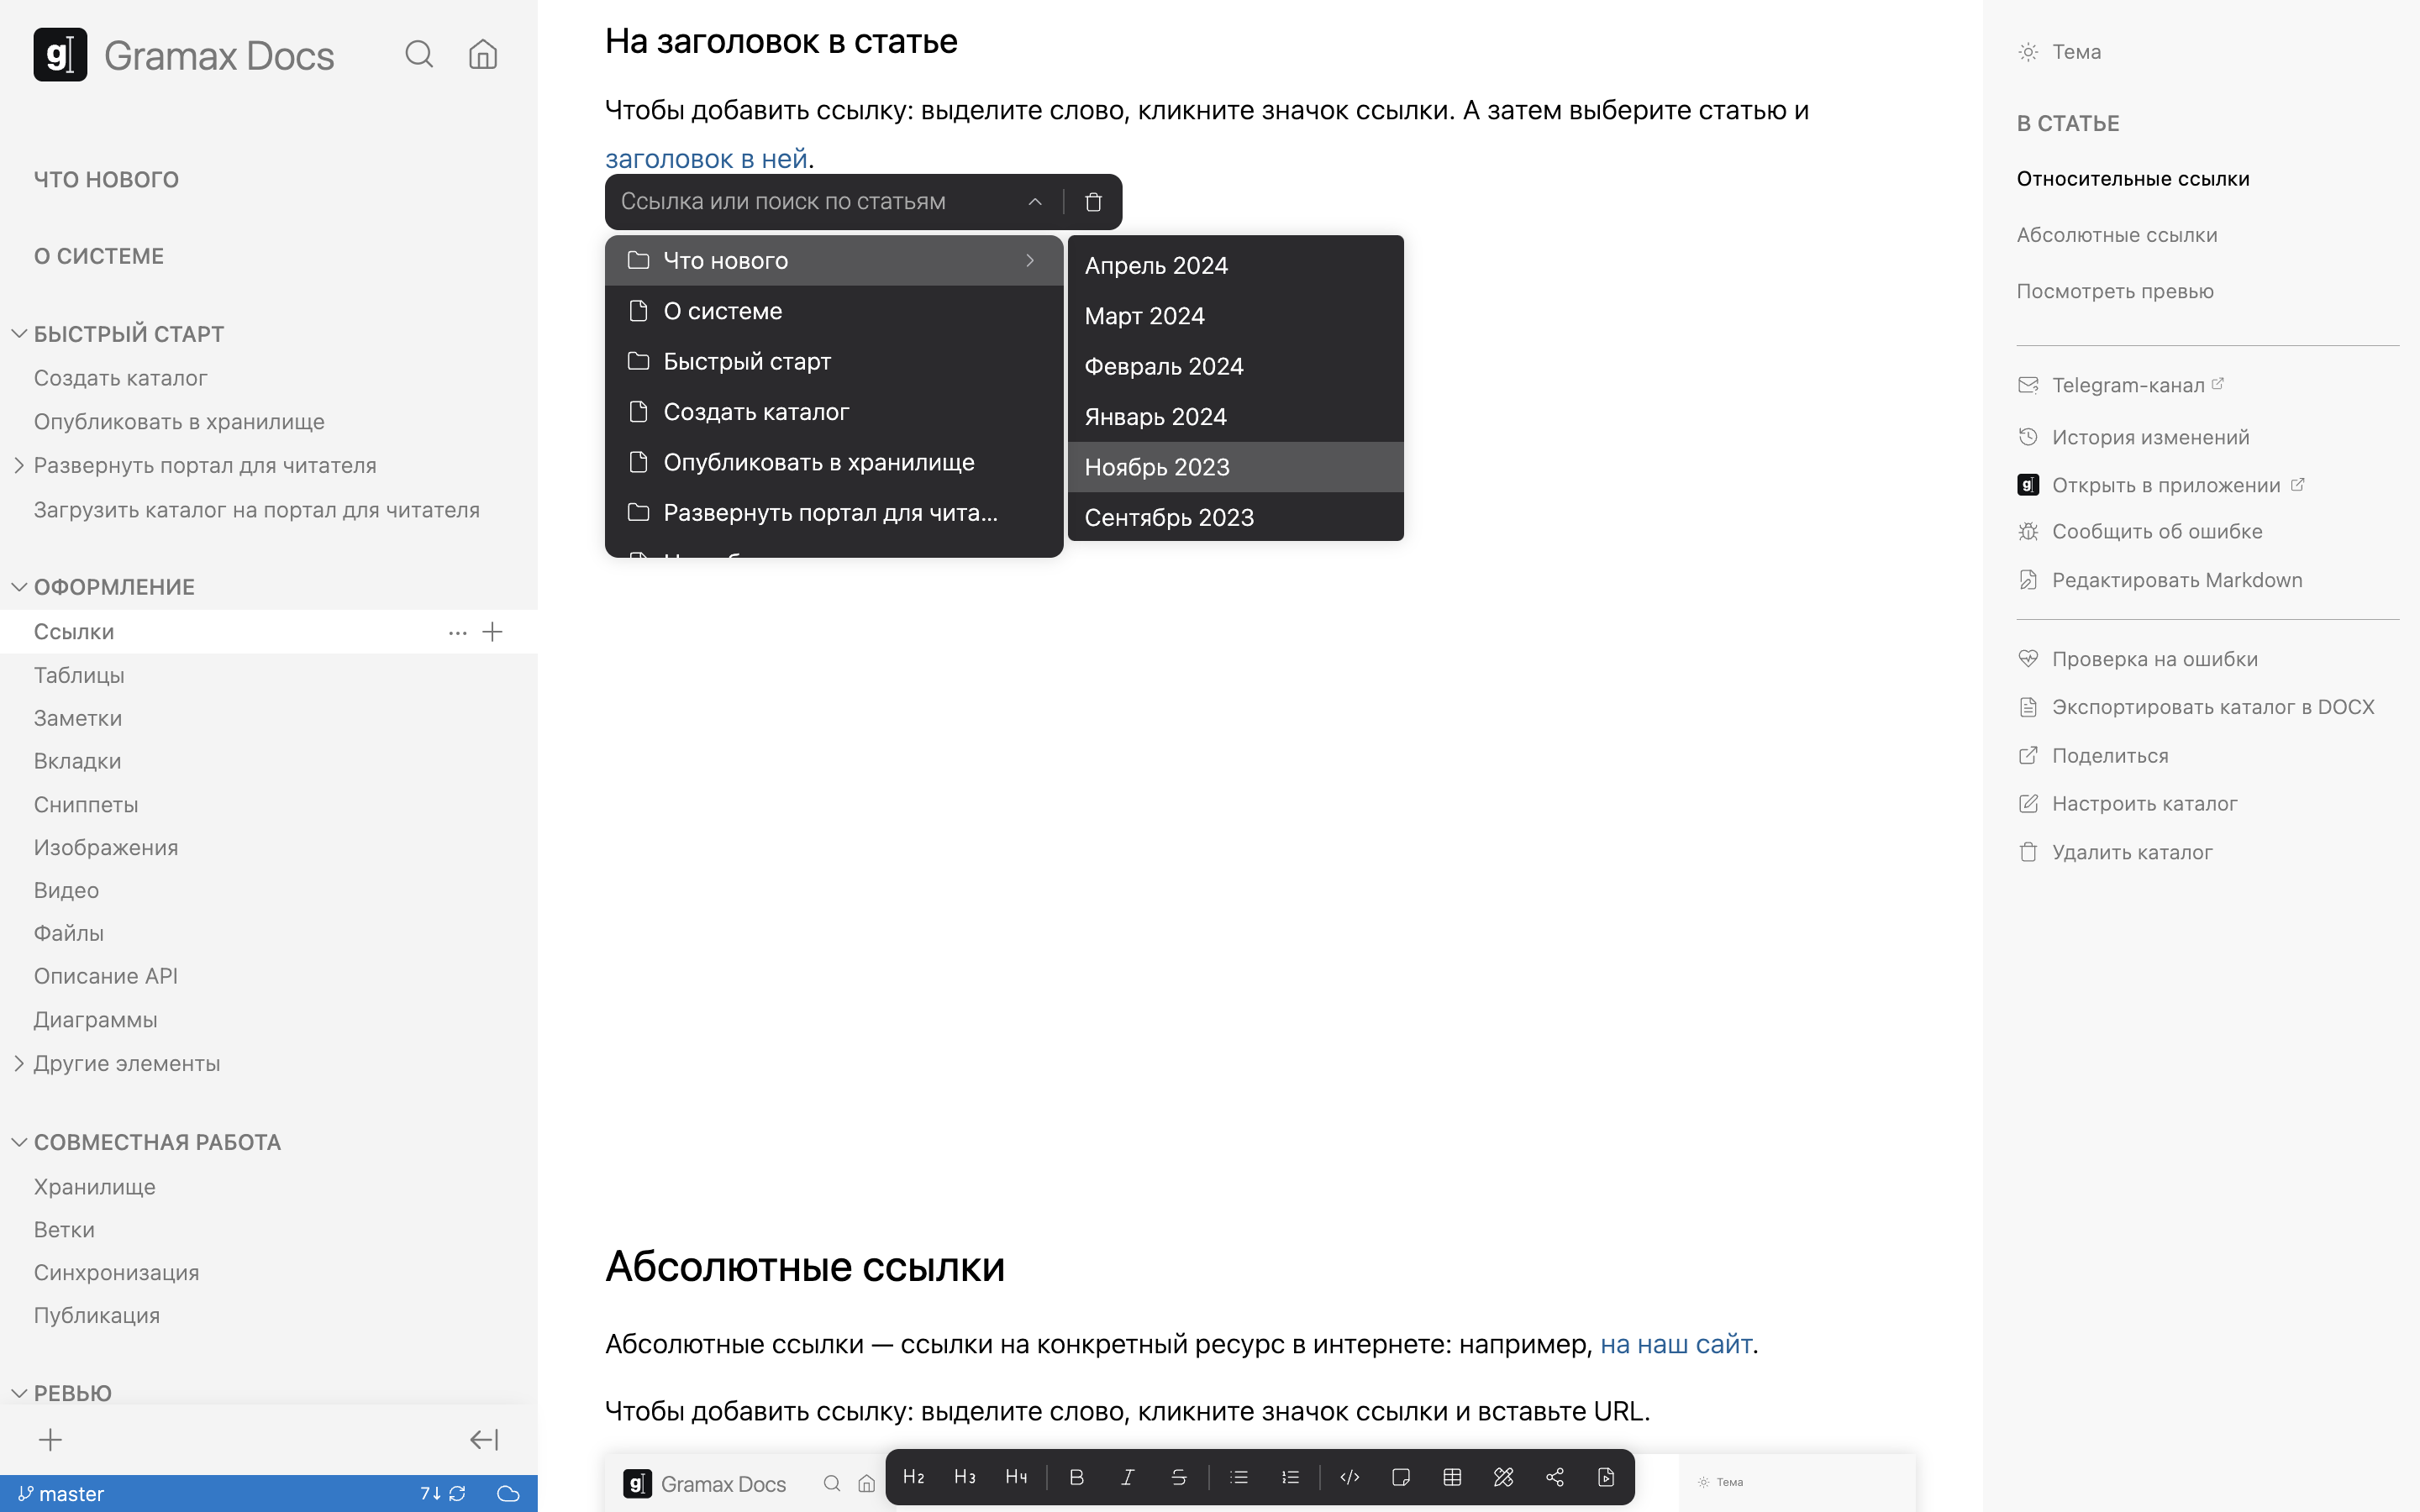 Gramax Docs
ЧТО НОВОГО
О СИСТЕМЕ
БЫСТРЫЙ СТАРТ
Создать каталог
Опубликовать в хранилище
Развернуть портал для читателя
Загрузить каталог на портал для читателя
ОФОРМЛЕНИЕ
Ссылки
Таблицы
Заметки
Вкладки
Сниппеты
Изображения
Видео
Файлы
Описание API
Диаграммы
Другие элементы
СОВМЕСТНАЯ РАБОТА
Хранилище
Ветки
Синхронизация
Публикация
РЕВЬЮ
master
7↓
На заголовок в статье
Чтобы добавить ссылку: выделите слово, кликните значок ссылки. А затем выберите статью и
заголовок в ней.
Ссылка или поиск по статьям
Что нового
О системе
Быстрый старт
Создать каталог
Опубликовать в хранилище
Развернуть портал для чита...
Апрель 2024
Март 2024
Февраль 2024
Январь 2024
Ноябрь 2023
Сентябрь 2023
Абсолютные ссылки
Абсолютные ссылки — ссылки на конкретный ресурс в интернете: например, на наш сайт.
Чтобы добавить ссылку: выделите слово, кликните значок ссылки и вставьте URL.
Gramax Docs
H2 H3 H4 B I S
Тема
Тема
В СТАТЬЕ
Относительные ссылки
Абсолютные ссылки
Посмотреть превью
Telegram-канал
История изменений
Открыть в приложении
Сообщить об ошибке
Редактировать Markdown
Проверка на ошибки
Экспортировать каталог в DOCX
Поделиться
Настроить каталог
Удалить каталог